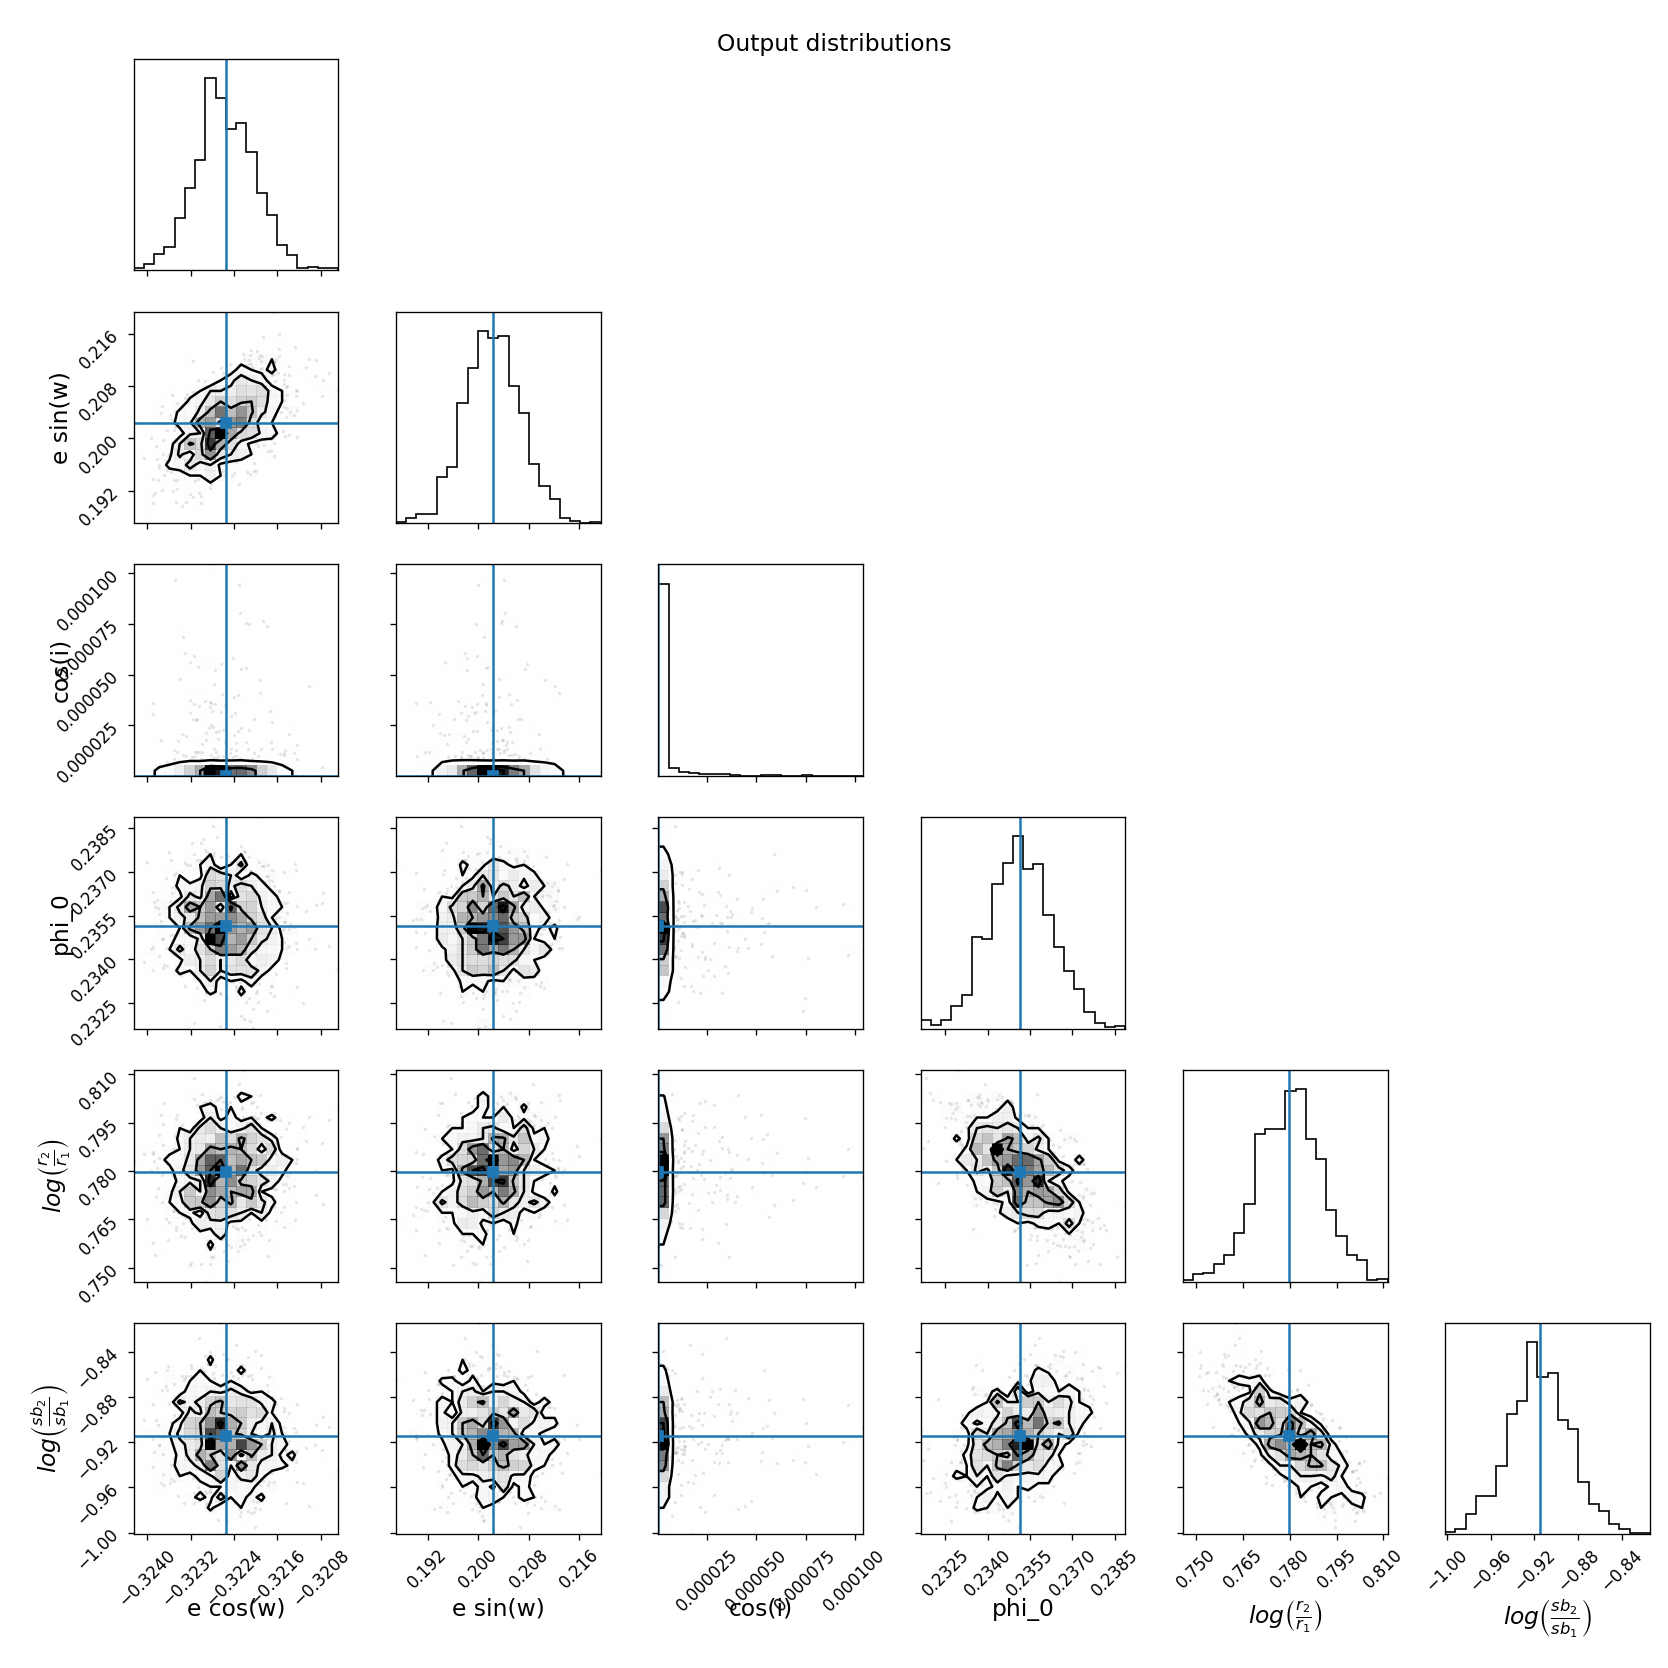 Output distributions
e sin(w)
0.216
0.208
0.200
0.192
cos(i)
0.000100
0.000075
0.000050
0.000025
phi_0
0.2385
0.2370
0.2355
0.2340
0.2325
log(r2/r1)
0.810
0.795
0.780
0.765
0.750
log(sb2/sb1)
−0.84
−0.88
−0.92
−0.96
−1.00
−0.3240 −0.3232 −0.3224 −0.3216 −0.3208
0.192 0.200 0.208 0.216
0.000025 0.000050 0.000075 0.000100
0.2325 0.2340 0.2355 0.2370 0.2385
0.750 0.765 0.780 0.795 0.810
−1.00 −0.96 −0.92 −0.88 −0.84
e cos(w) e sin(w) cos(i) phi_0 log(r2/r1) log(sb2/sb1)